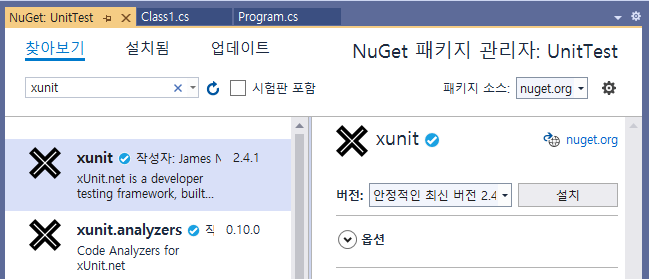 NuGet: UnitTest
Class1.cs
Program.cs
찾아보기 설치됨 업데이트
NuGet 패키지 관리자: UnitTest
xunit
시험판 포함
패키지 소스: nuget.org
xunit 작성자: James N 2.4.1
xUnit.net is a developer
testing framework, built...
xunit.analyzers 0.10.0
Code Analyzers for
xUnit.net
xunit
nuget.org
버전: 안정적인 최신 버전 2.4
설치
옵션